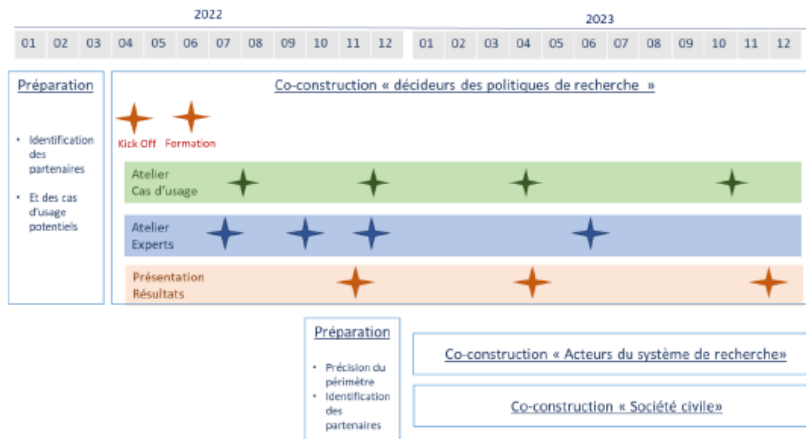 2022
2023
01 02 03 04 05 06 07 08 09 10 11 12 01 02 03 04 05 06 07 08 09 10 11 12
Préparation
• Identification
des
partenaires
• Et des cas
d'usage
potentiels
Co-construction « décideurs des politiques de recherche »
Kick Off Formation
Atelier
Cas d'usage
Atelier
Experts
Présentation
Résultats
Préparation
• Précision du
périmètre
• Identification
des
partenaires
Co-construction « Acteurs du système de recherche»
Co-construction « Société civile»